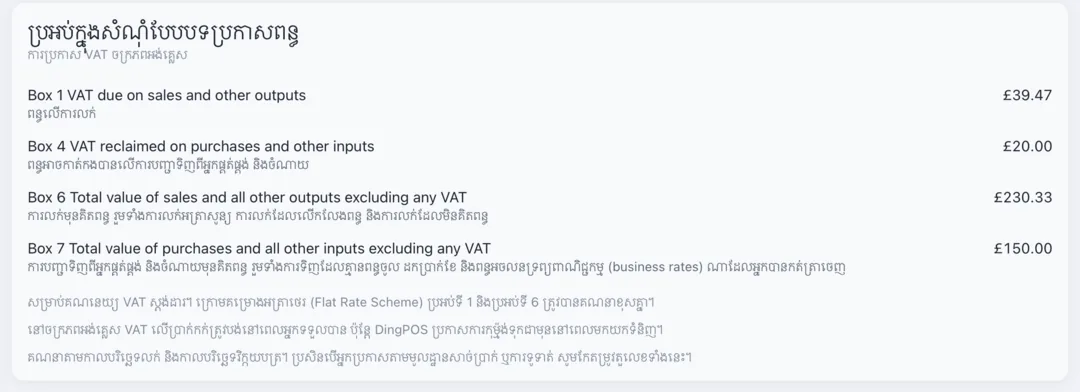 ប្រអប់ក្នុងសំណុំបែបបទប្រកាសពន្ធ
ការប្រកាស VAT ចក្រភពអង់គ្លេស
Box 1 VAT due on sales and other outputs
£39.47
ពន្ធលើការលក់
Box 4 VAT reclaimed on purchases and other inputs
£20.00
ពន្ធអាចកាត់កងបានលើការបញ្ជាទិញពីអ្នកផ្គត់ផ្គង់ និងចំណាយ
Box 6 Total value of sales and all other outputs excluding any VAT
£230.33
ការលក់មុនគិតពន្ធ រួមទាំងការលក់អត្រាសូន្យ ការលក់ដែលលើកលែងពន្ធ និងការលក់ដែលមិនគិតពន្ធ
Box 7 Total value of purchases and all other inputs excluding any VAT
£150.00
ការបញ្ជាទិញពីអ្នកផ្គត់ផ្គង់ និងចំណាយមុនគិតពន្ធ រួមទាំងការទិញដែលគ្មានពន្ធចូល ដកប្រាក់ខែ និងពន្ធអចលនទ្រព្យពាណិជ្ជកម្ម (business rates) ណាដែលអ្នកបានកត់ត្រាចេញ
សម្រាប់គណនេយ្យ VAT ស្តង់ដារ។ ក្រោមគម្រោងអត្រាថេរ (Flat Rate Scheme) ប្រអប់ទី 1 និងប្រអប់ទី 6 ត្រូវបានគណនាខុសគ្នា។
នៅចក្រភពអង់គ្លេស VAT លើប្រាក់កក់ត្រូវបង់នៅពេលអ្នកទទួលបាន ប៉ុន្តែ DingPOS ប្រកាសការកុម្ម៉ង់ទុកជាមុននៅពេលមកយកទំនិញ។
គណនាតាមកាលបរិច្ឆេទលក់ និងកាលបរិច្ឆេទវិក្កយបត្រ។ ប្រសិនបើអ្នកប្រកាសតាមមូលដ្ឋានសាច់ប្រាក់ ឬការទូទាត់ សូមកែតម្រូវតួលេខទាំងនេះ។